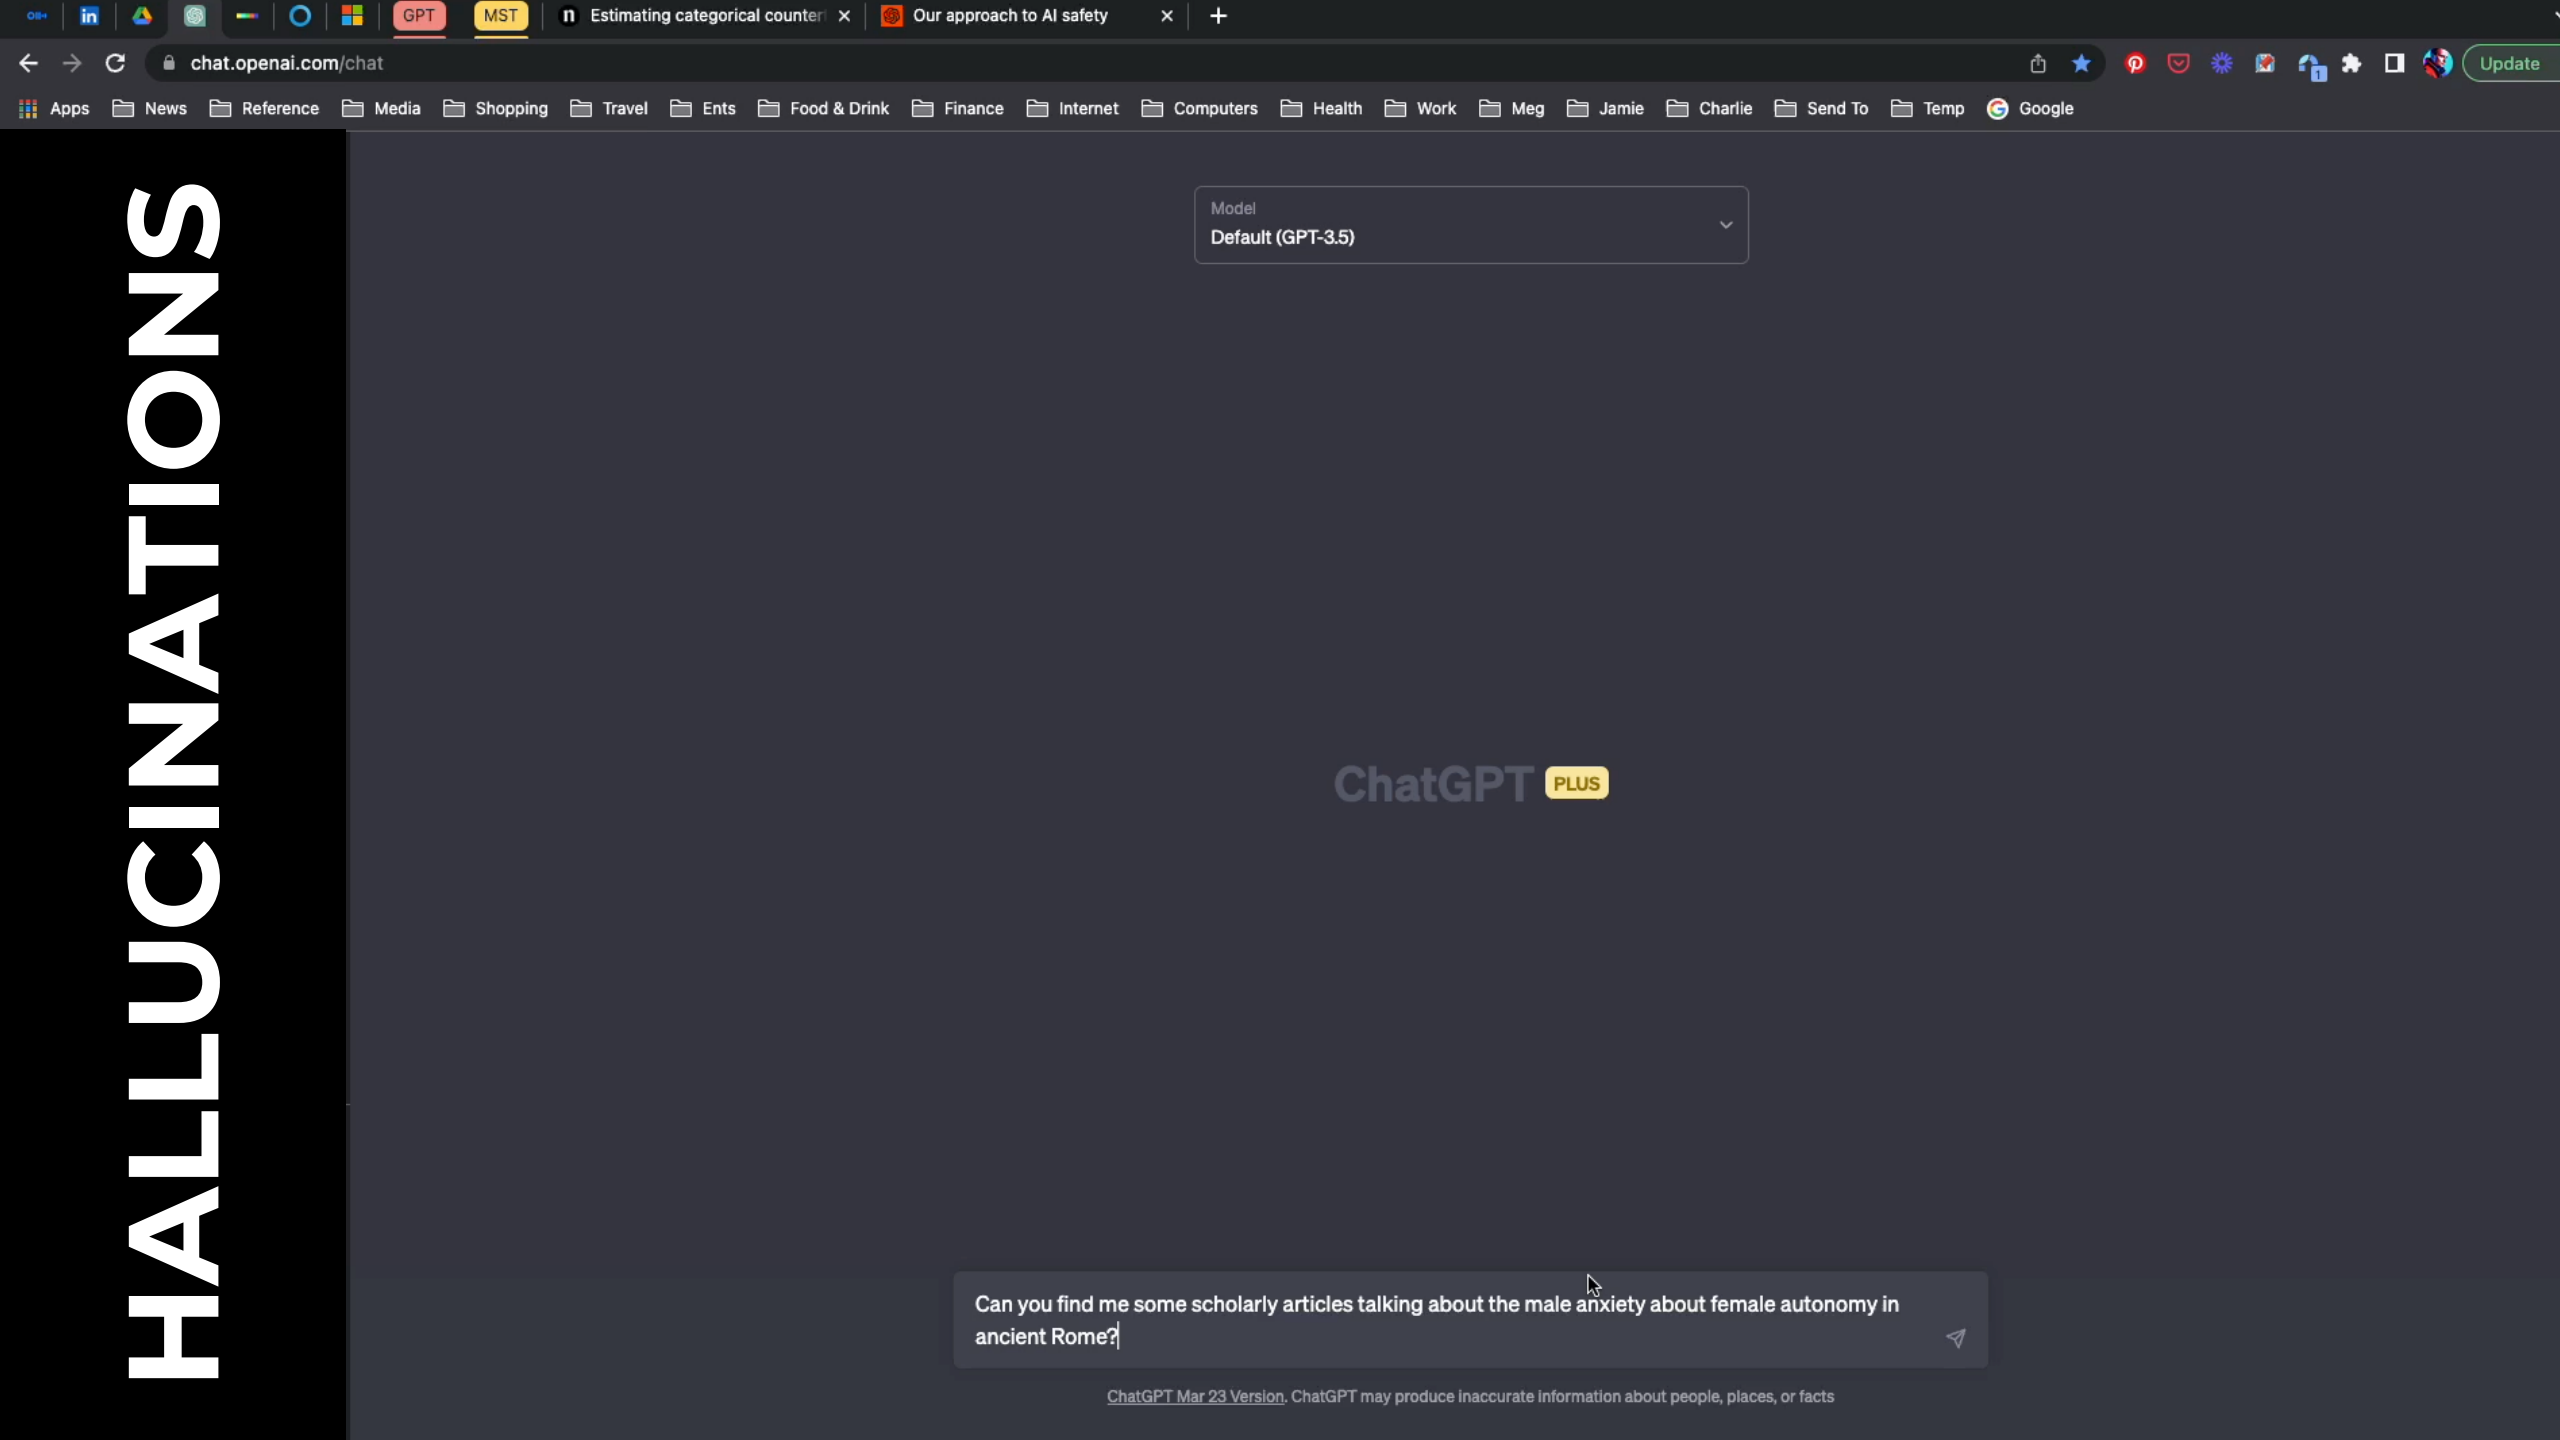 GPT
MST
n
Estimating categorical counter
Our approach to AI safety
in
chat.openai.com/chat
1
Update
Apps
News
Reference
Media
Shopping
Travel
Ents
Food & Drink
Finance
Internet
Computers
Health
Work
Meg
Jamie
Charlie
Send To
Temp
Google
HALLUCINATIONS
Model
Default (GPT-3.5)
ChatGPT PLUS
Can you find me some scholarly articles talking about the male anxiety about female autonomy in
ancient Rome?
ChatGPT Mar 23 Version. ChatGPT may produce inaccurate information about people, places, or facts